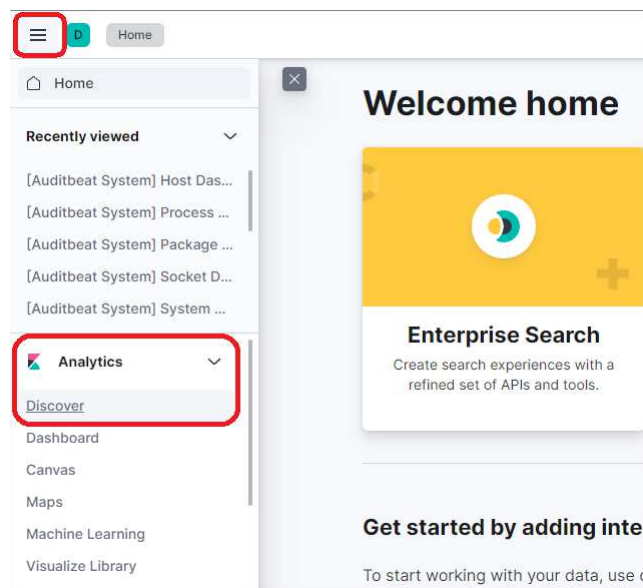 D Home
Home
Recently viewed
[Auditbeat System] Host Das...
[Auditbeat System] Process ...
[Auditbeat System] Package ...
[Auditbeat System] Socket D...
[Auditbeat System] System ...
Analytics
Discover
Dashboard
Canvas
Maps
Machine Learning
Visualize Library
Welcome home
Enterprise Search
Create search experiences with a
refined set of APIs and tools.
Get started by adding inte
To start working with your data, use